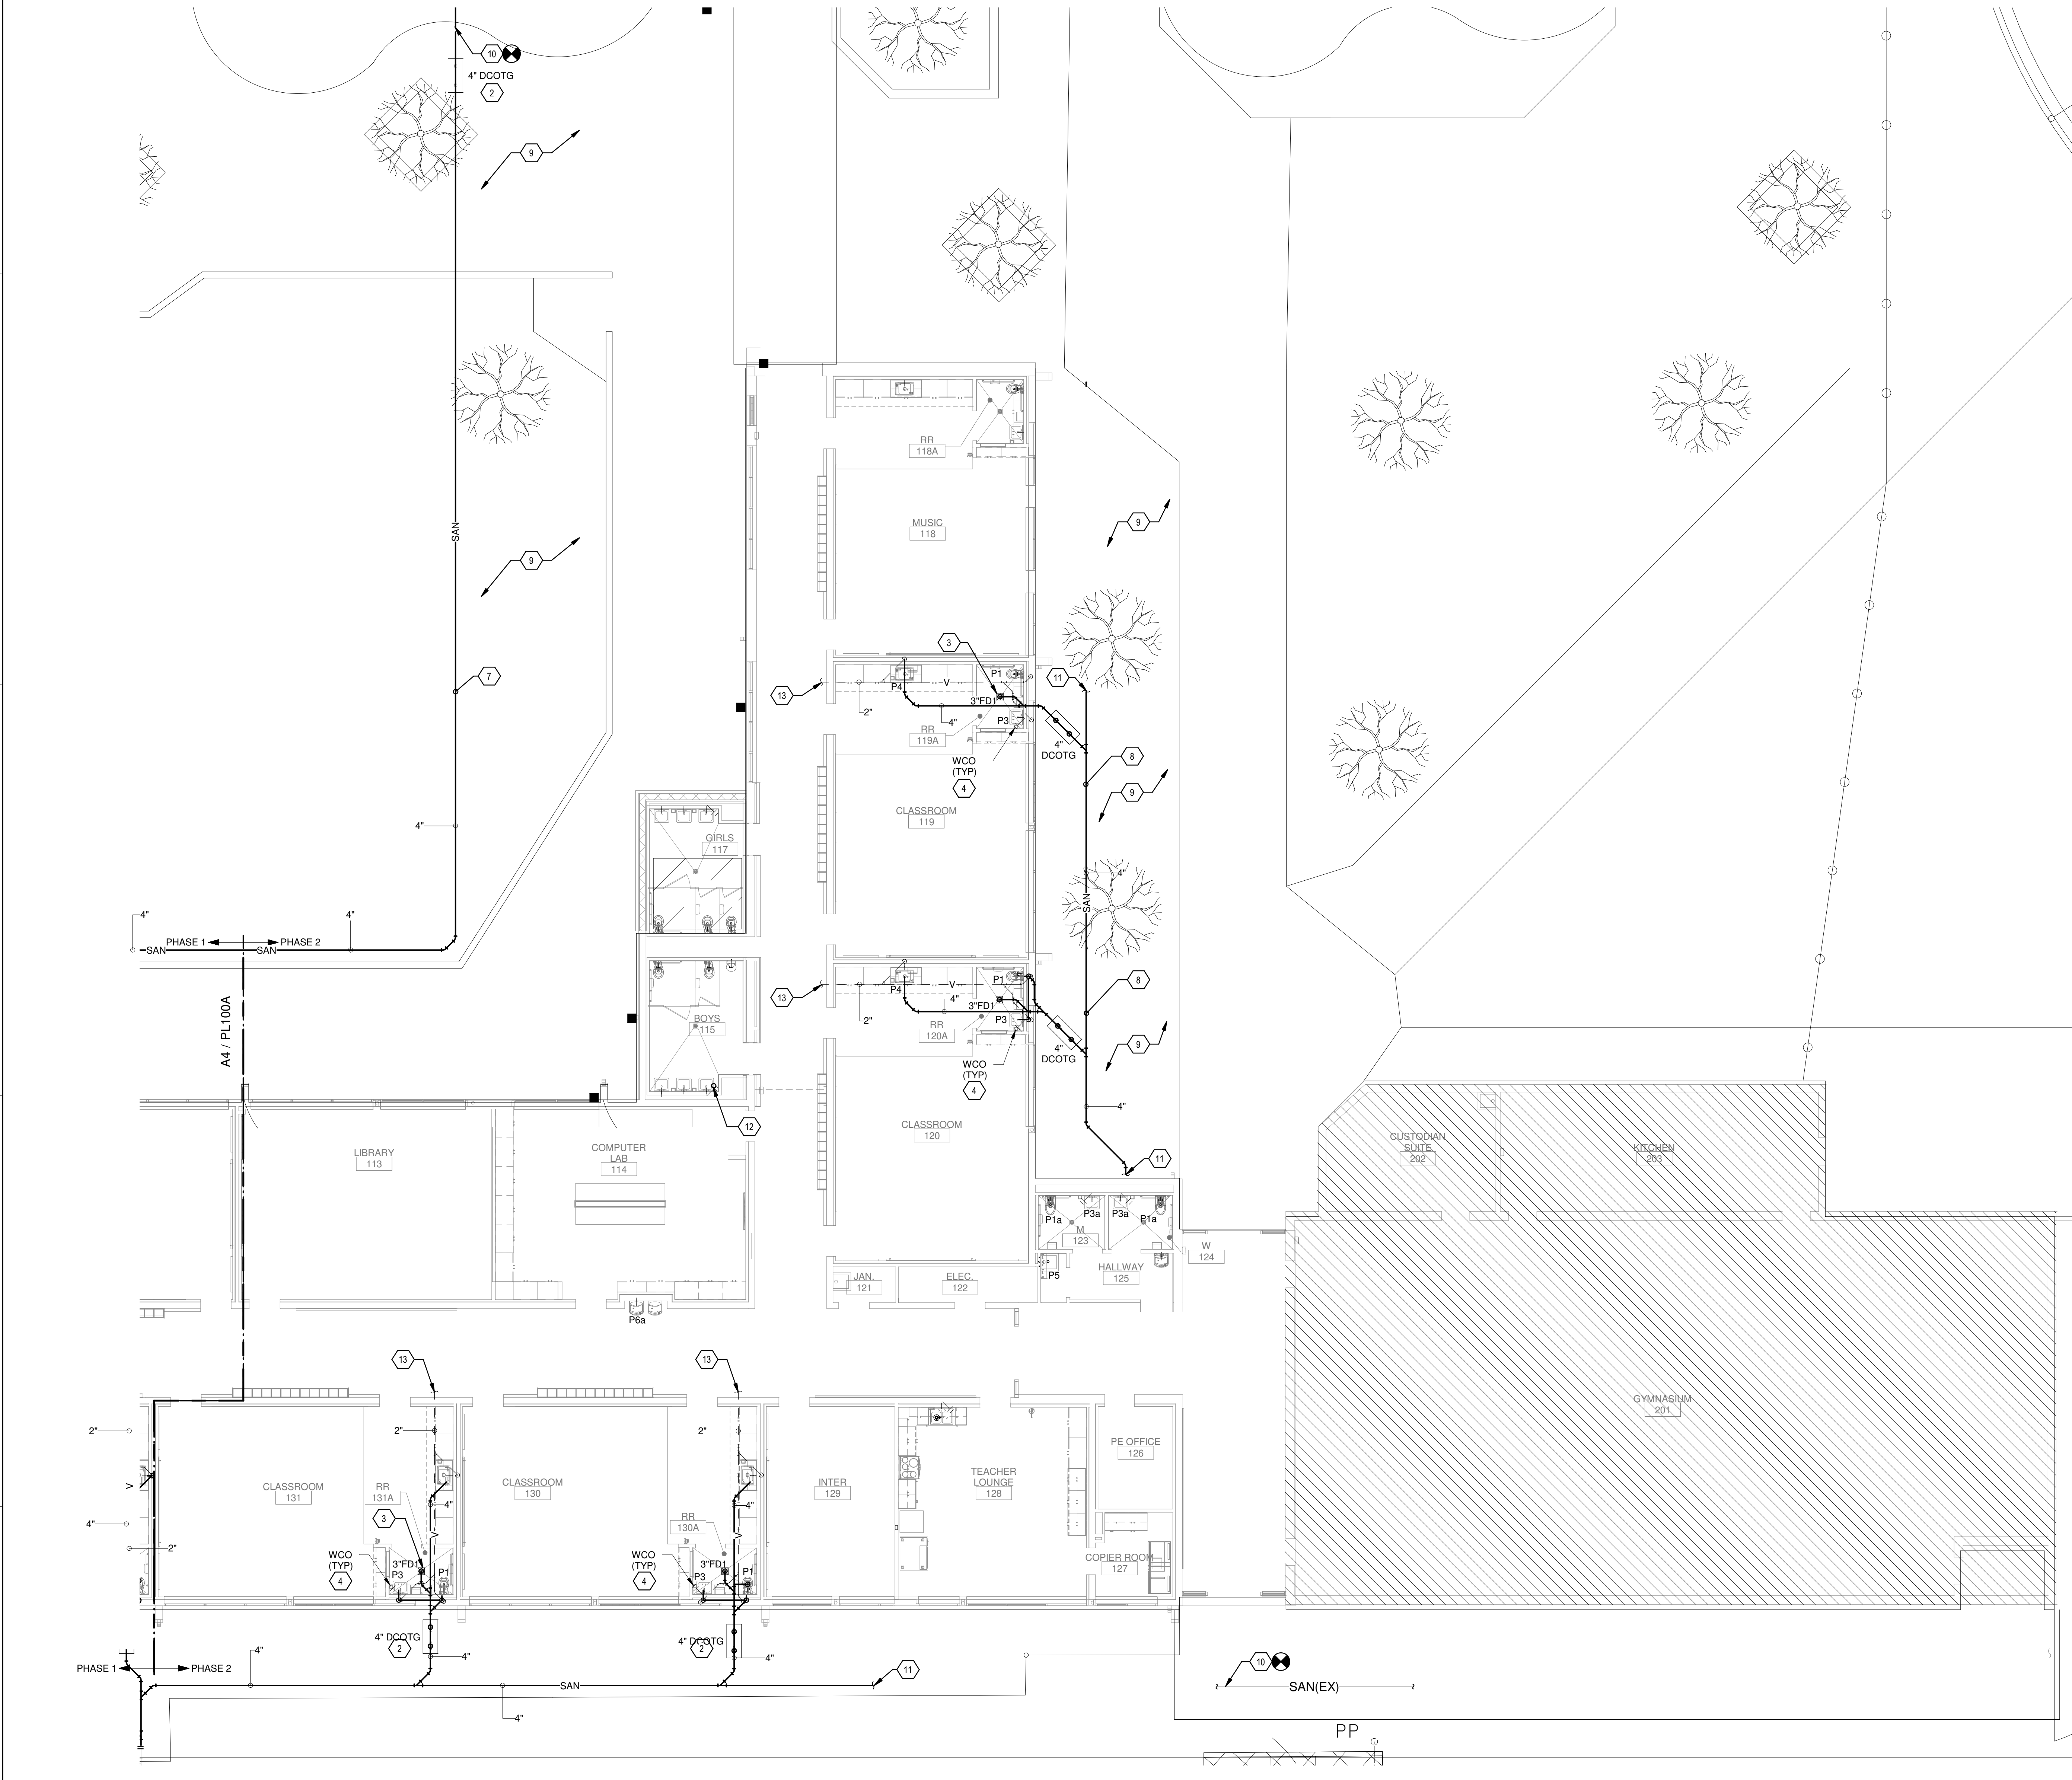 10
4" DCOTG
2
9
SAN
9
7
4"
4"
4"
PHASE 1
PHASE 2
SAN
SAN
A4 / PL100A
RR
118A
MUSIC
118
9
3
11
13
P4
V
P1
2"
3"FD1
4"
P3
RR
119A
4"
DCOTG
WCO
(TYP)
4
8
9
CLASSROOM
119
GIRLS
117
4"
SAN
13
P4
V
P1
4"
3"FD1
2"
P3
RR
120A
8
BOYS
115
4"
DCOTG
9
WCO
(TYP)
4
4"
12
11
CLASSROOM
120
LIBRARY
113
COMPUTER
LAB
114
CUSTODIAN
SUITE
202
KITCHEN
203
P1a
P3a
P3a
P1a
M
123
W
124
HALLWAY
125
P5
JAN.
121
ELEC.
122
P6a
13
13
GYMNASIUM
201
2"
2"
2"
PE OFFICE
126
V
CLASSROOM
131
RR
131A
CLASSROOM
130
INTER
129
TEACHER
LOUNGE
128
4"
4"
3
RR
130A
4"
V
V
2"
WCO
(TYP)
4
3"FD1
P3
P1
WCO
(TYP)
4
3"FD1
P3
P1
COPIER ROOM
127
4" DCOTG
2
4" DCOTG
2
4"
4"
4"
PHASE 1
PHASE 2
11
10
SAN
SAN(EX)
4"
PP